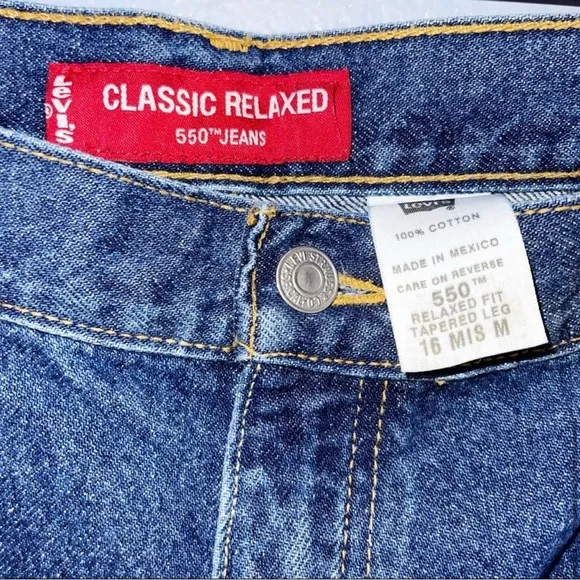 Levi's ®
CLASSIC RELAXED
550™ JEANS
Levi's
100% COTTON
MADE IN MEXICO
CARE ON REVERSE
550™
RELAXED FIT
TAPERED LEG
16 MIS M